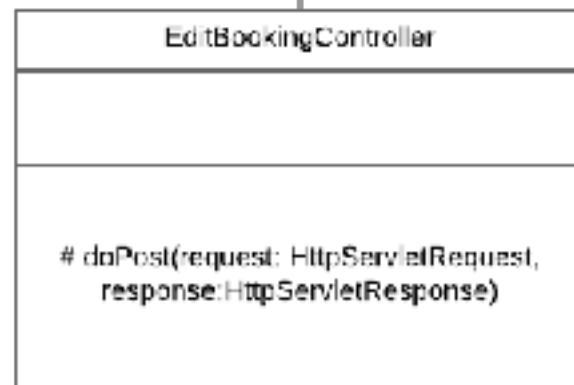 EditBookingController
# doPost(request: HttpServletRequest,
response:HttpServletResponse)